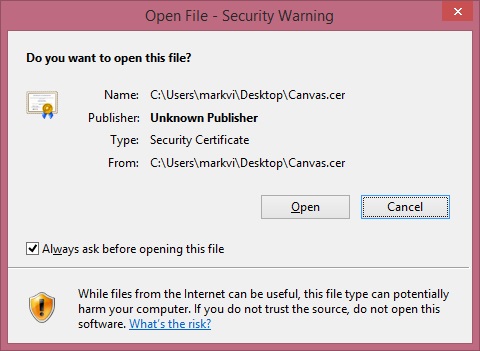 Open File - Security Warning
Do you want to open this file?
Name: C:\Users\markvi\Desktop\Canvas.cer
Publisher: Unknown Publisher
Type: Security Certificate
From: C:\Users\markvi\Desktop\Canvas.cer
Open Cancel
Always ask before opening this file
While files from the Internet can be useful, this file type can potentially
harm your computer. If you do not trust the source, do not open this
software. What's the risk?